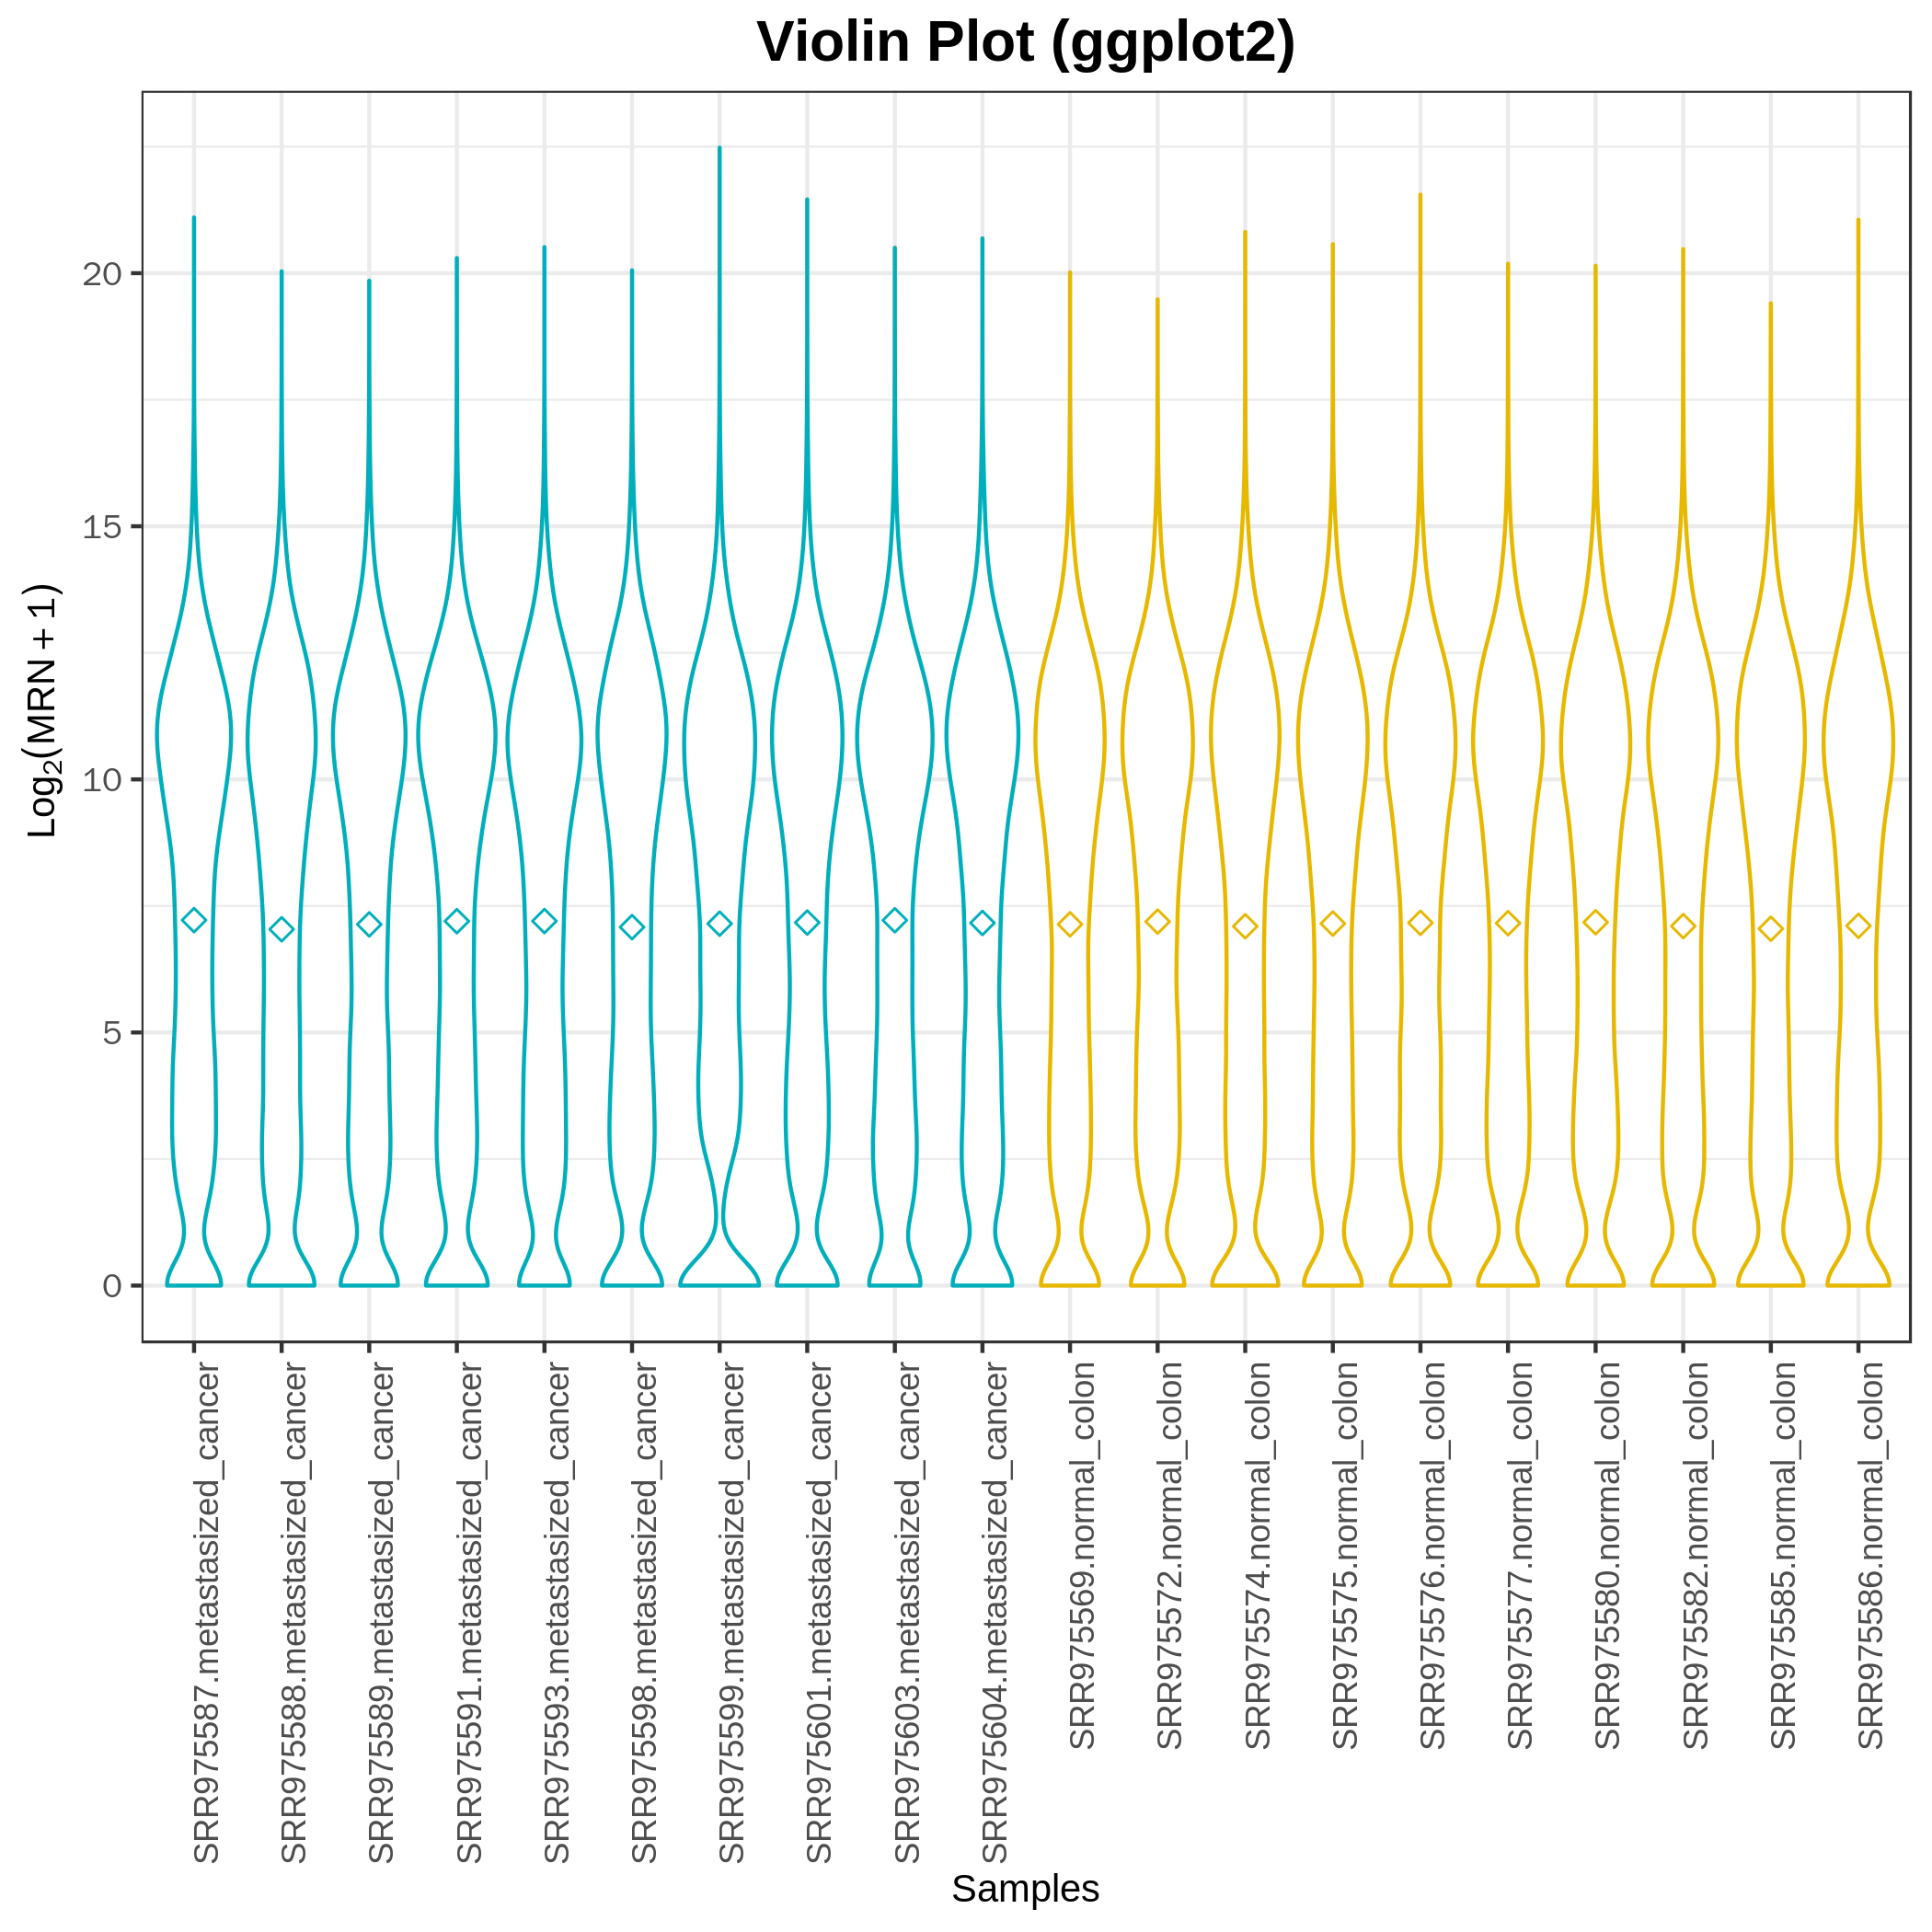 Violin Plot (ggplot2)
Log₂(MRN + 1)
20
15
10
5
0
SRR975587.metastasized_cancer
SRR975588.metastasized_cancer
SRR975589.metastasized_cancer
SRR975591.metastasized_cancer
SRR975593.metastasized_cancer
SRR975598.metastasized_cancer
SRR975599.metastasized_cancer
SRR975601.metastasized_cancer
SRR975603.metastasized_cancer
SRR975604.metastasized_cancer
SRR975569.normal_colon
SRR975572.normal_colon
SRR975574.normal_colon
SRR975575.normal_colon
SRR975576.normal_colon
SRR975577.normal_colon
SRR975580.normal_colon
SRR975582.normal_colon
SRR975585.normal_colon
SRR975586.normal_colon
Samples